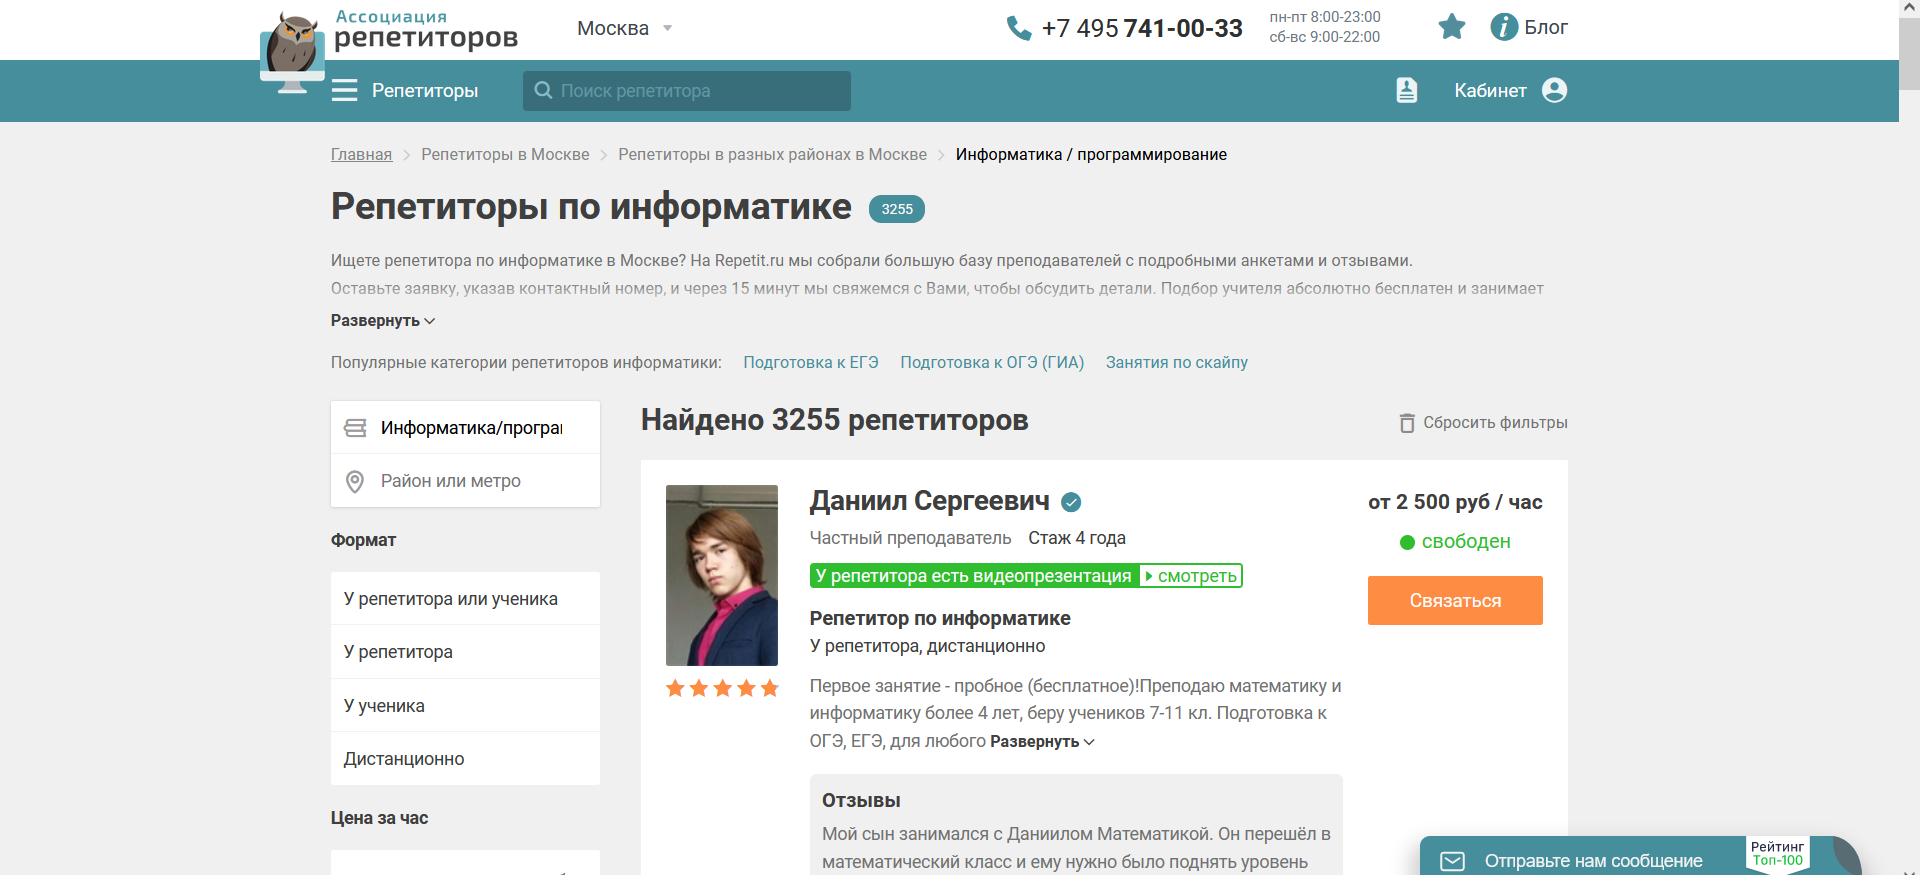 Ассоциация
репетиторов
Москва
+7 495 741-00-33
пн-пт 8:00-23:00
сб-вс 9:00-22:00
Блог
Репетиторы
Поиск репетитора
Кабинет
Главная > Репетиторы в Москве > Репетиторы в разных районах в Москве > Информатика / программирование
Репетиторы по информатике 3255
Ищете репетитора по информатике в Москве? На Repetit.ru мы собрали большую базу преподавателей с подробными анкетами и отзывами.
Оставьте заявку, указав контактный номер, и через 15 минут мы свяжемся с Вами, чтобы обсудить детали. Подбор учителя абсолютно бесплатен и занимает
Развернуть
Популярные категории репетиторов информатики: Подготовка к ЕГЭ Подготовка к ОГЭ (ГИА) Занятия по скайпу
Информатика/програ
Район или метро
Формат
У репетитора или ученика
У репетитора
У ученика
Дистанционно
Цена за час
Найдено 3255 репетиторов
Сбросить фильтры
Даниил Сергеевич
Частный преподаватель Стаж 4 года
У репетитора есть видеопрезентация смотреть
Репетитор по информатике
У репетитора, дистанционно
Первое занятие - пробное (бесплатное)!Преподаю математику и
информатику более 4 лет, беру учеников 7-11 кл. Подготовка к
ОГЭ, ЕГЭ, для любого Развернуть
Отзывы
Мой сын занимался с Даниилом Математикой. Он перешёл в
математический класс и ему нужно было поднять уровень
от 2 500 руб / час
свободен
Связаться
Отправьте нам сообщение
Рейтинг
Топ-100